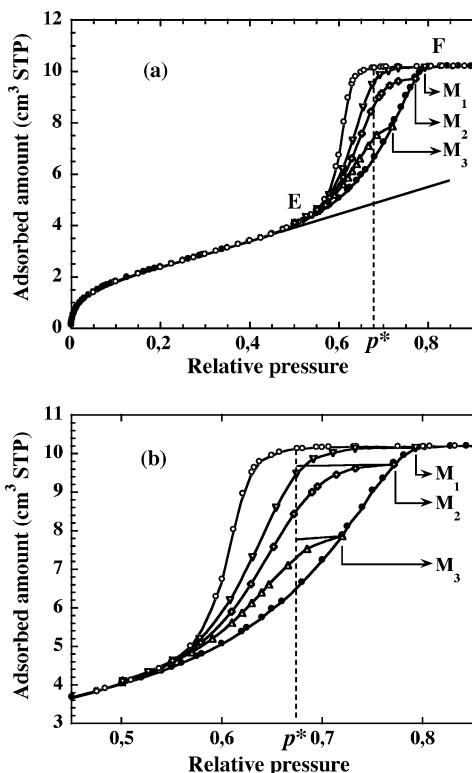 (a)
F
M1
M2
M3
E
Adsorbed amount (cm³ STP)
12
10
8
6
4
2
0
0
0,2
0,4
0,6
p*
0,8
Relative pressure
(b)
M1
M2
M3
Adsorbed amount (cm³ STP)
11
10
9
8
7
6
5
4
3
0,5
0,6
p*
0,7
0,8
Relative pressure